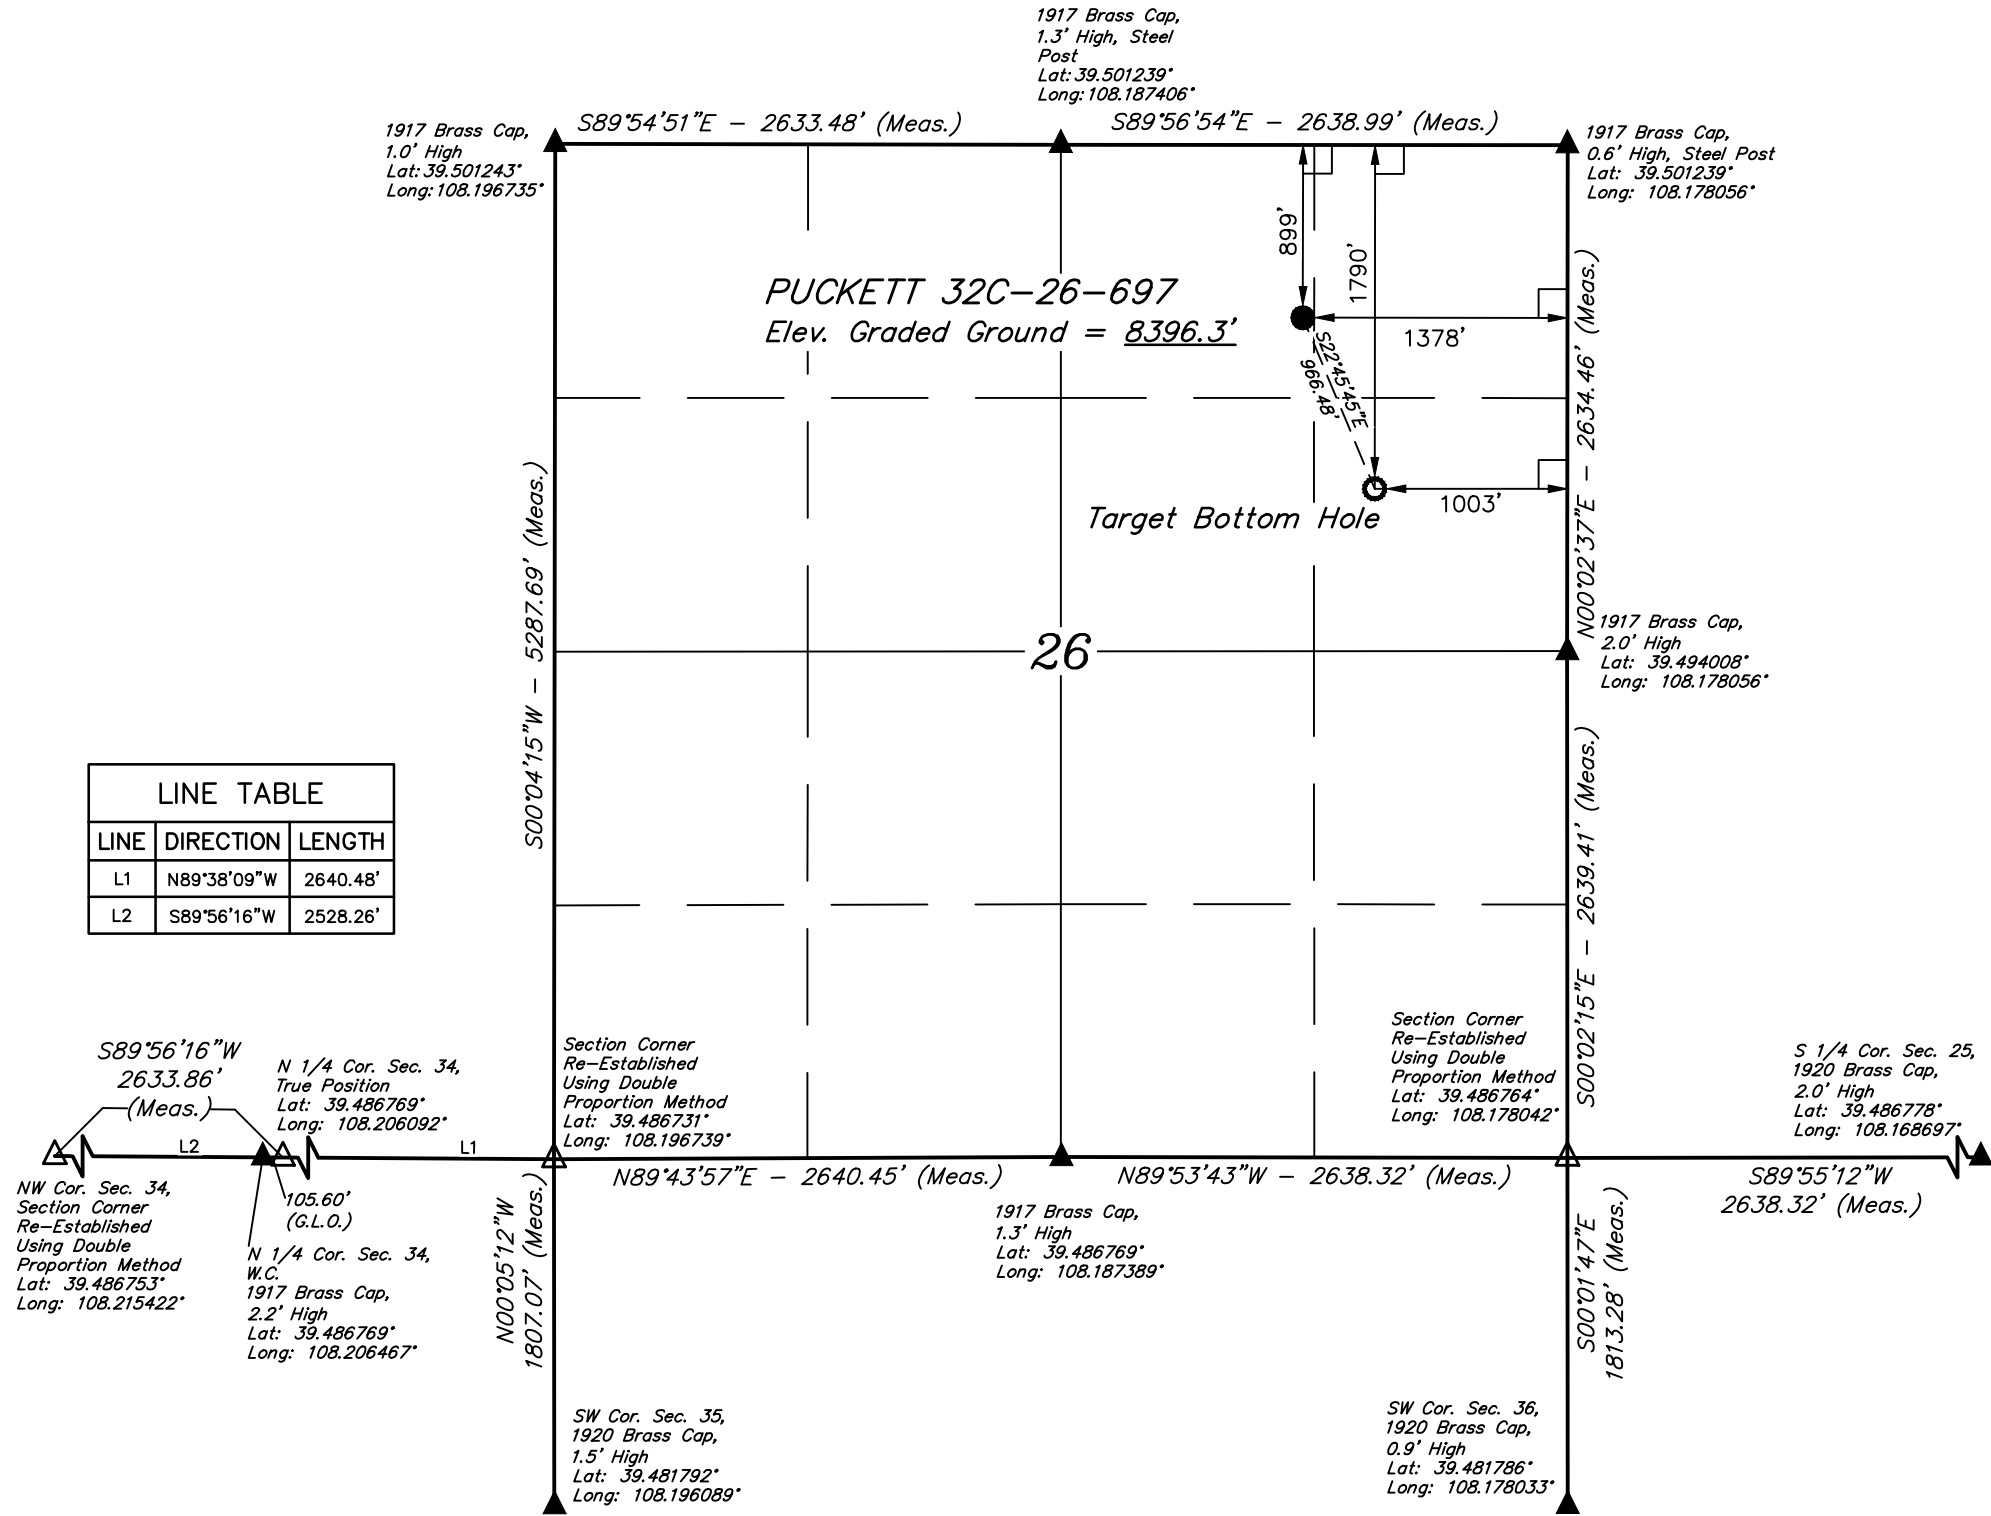 1917 Brass Cap,
1.3' High, Steel
Post
Lat: 39.501239°
Long: 108.187406°
S89°54'51"E - 2633.48' (Meas.)
S89°56'54"E - 2638.99' (Meas.)
1917 Brass Cap,
1.0' High
Lat: 39.501243°
Long: 108.196735°
1917 Brass Cap,
0.6' High, Steel Post
Lat: 39.501239°
Long: 108.178056°
899'
1790'
PUCKETT 32C-26-697
Elev. Graded Ground = 8396.3'
1378'
S22°45'45"E
966.48'
1003'
Target Bottom Hole
N00°02'37"E - 2634.46' (Meas.)
S00°04'15"W - 5287.69' (Meas.)
26
1917 Brass Cap,
2.0' High
Lat: 39.494008°
Long: 108.178056°
S00°02'15"E - 2639.41' (Meas.)
LINE TABLE
LINE DIRECTION LENGTH
L1 N89°38'09"W 2640.48'
L2 S89°56'16"W 2528.26'
S89°56'16"W
2633.86'
(Meas.)
N 1/4 Cor. Sec. 34,
True Position
Lat: 39.486769°
Long: 108.206092°
Section Corner
Re-Established
Using Double
Proportion Method
Lat: 39.486731°
Long: 108.196739°
Section Corner
Re-Established
Using Double
Proportion Method
Lat: 39.486764°
Long: 108.178042°
S 1/4 Cor. Sec. 25,
1920 Brass Cap,
2.0' High
Lat: 39.486778°
Long: 108.168697°
L2
L1
N89°43'57"E - 2640.45' (Meas.)
N89°53'43"W - 2638.32' (Meas.)
S89°55'12"W
2638.32' (Meas.)
NW Cor. Sec. 34,
Section Corner
Re-Established
Using Double
Proportion Method
Lat: 39.486753°
Long: 108.215422°
105.60'
(G.L.O.)
N 1/4 Cor. Sec. 34,
W.C.
1917 Brass Cap,
2.2' High
Lat: 39.486769°
Long: 108.206467°
N00°05'12"W
1807.07' (Meas.)
1917 Brass Cap,
1.3' High
Lat: 39.486769°
Long: 108.187389°
S00°01'47"E
1813.28' (Meas.)
SW Cor. Sec. 35,
1920 Brass Cap,
1.5' High
Lat: 39.481792°
Long: 108.196089°
SW Cor. Sec. 36,
1920 Brass Cap,
0.9' High
Lat: 39.481786°
Long: 108.178033°